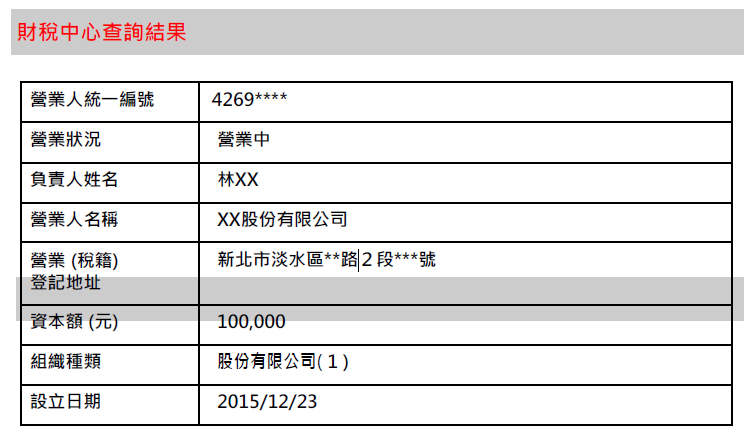 財稅中心查詢結果
營業人統一編號 4269****
營業狀況 營業中
負責人姓名 林XX
營業人名稱 XX股份有限公司
營業 (稅籍) 新北市淡水區**路2段***號
登記地址
資本額 (元) 100,000
組織種類 股份有限公司(1)
設立日期 2015/12/23